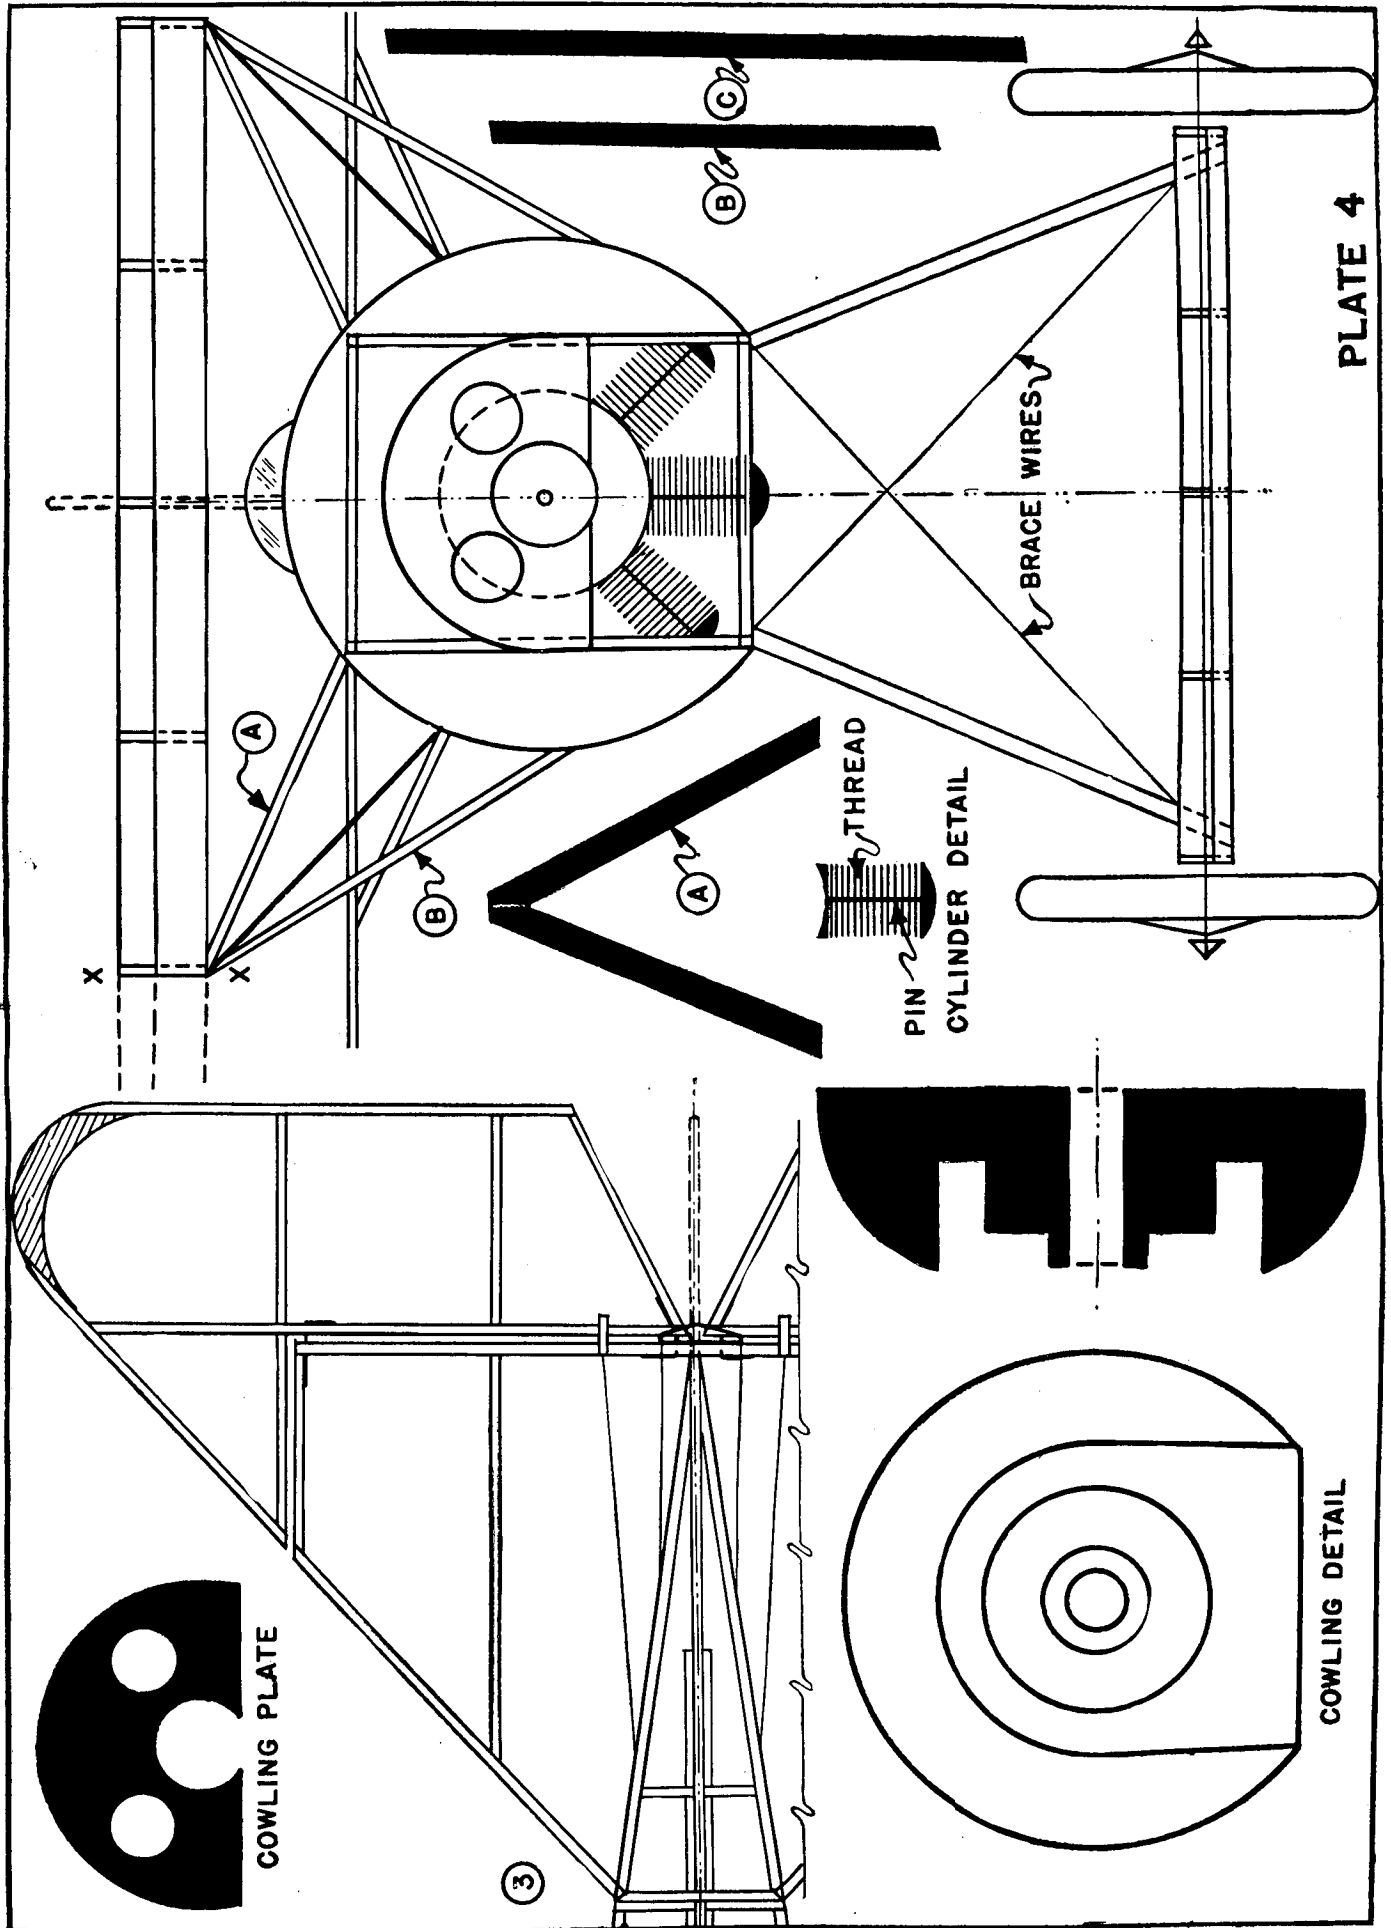 COWLING PLATE
3
X
X
A
B
A
THREAD
PIN
CYLINDER DETAIL
C
B
BRACE WIRES
COWLING DETAIL
PLATE 4